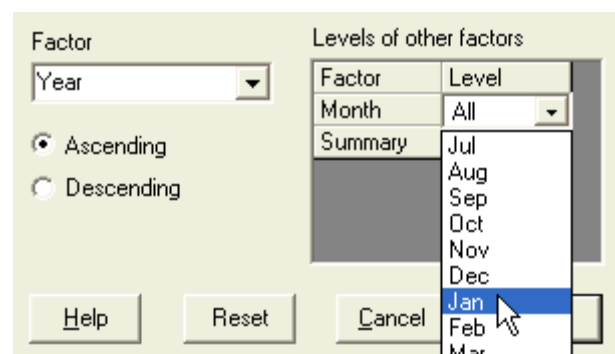 Factor
Year
Ascending
Descending
Levels of other factors
Factor Level
Month All
Summary
Jul
Aug
Sep
Oct
Nov
Dec
Jan
Feb
Mar
Help Reset Cancel